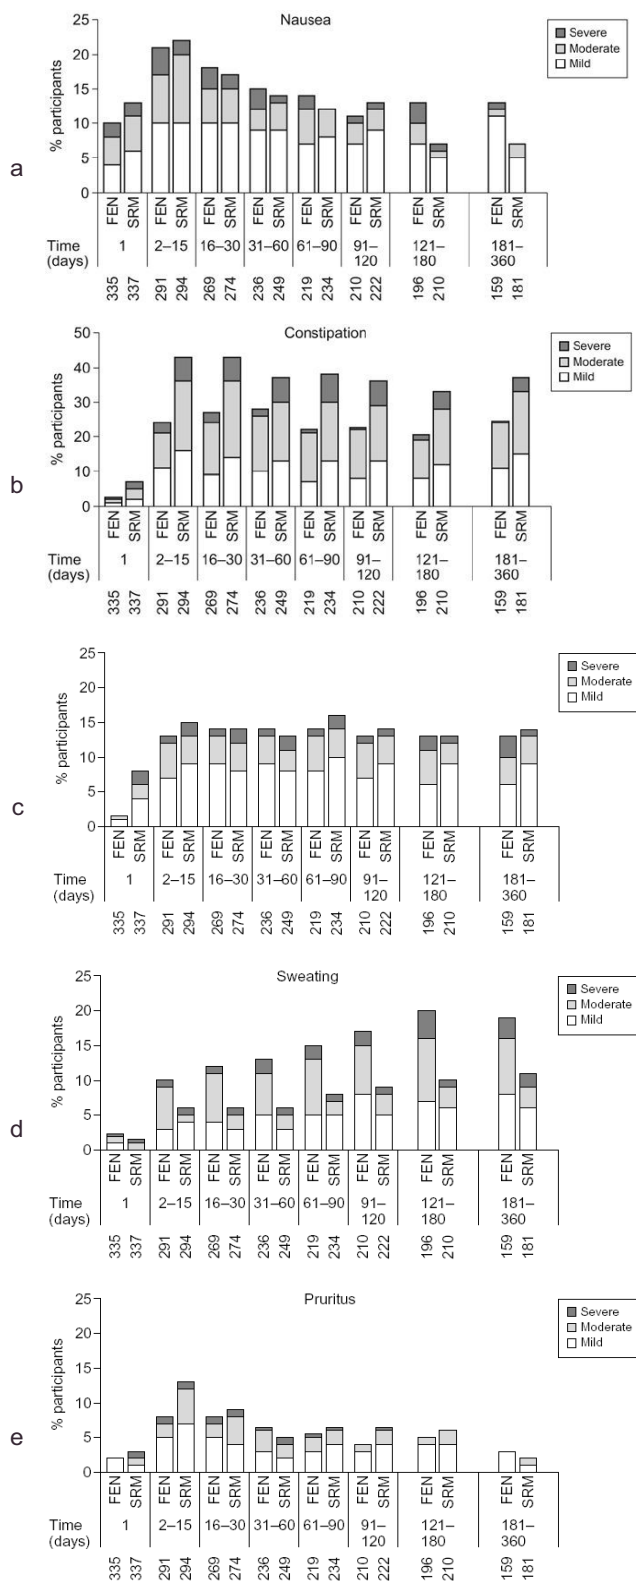 Nausea
25
20
15
10
5
0
% participants
Severe
Moderate
Mild
a
FEN SRM FEN SRM FEN SRM FEN SRM FEN SRM FEN SRM FEN SRM FEN SRM
Time (days) 1 2–15 16–30 31–60 61–90 91–120 121–180 181–360
335 337 291 294 269 274 236 249 219 234 210 222 196 210 159 181
Constipation
50
40
30
20
10
0
% participants
Severe
Moderate
Mild
b
FEN SRM FEN SRM FEN SRM FEN SRM FEN SRM FEN SRM FEN SRM FEN SRM
Time (days) 1 2–15 16–30 31–60 61–90 91–120 121–180 181–360
335 337 291 294 269 274 236 249 219 234 210 222 196 210 159 181
25
20
15
10
5
0
% participants
Severe
Moderate
Mild
c
FEN SRM FEN SRM FEN SRM FEN SRM FEN SRM FEN SRM FEN SRM FEN SRM
Time (days) 1 2–15 16–30 31–60 61–90 91–120 121–180 181–360
335 337 291 294 269 274 236 249 219 234 210 222 196 210 159 181
Sweating
25
20
15
10
5
0
% participants
Severe
Moderate
Mild
d
FEN SRM FEN SRM FEN SRM FEN SRM FEN SRM FEN SRM FEN SRM FEN SRM
Time (days) 1 2–15 16–30 31–60 61–90 91–120 121–180 181–360
335 337 291 294 269 274 236 249 219 234 210 222 196 210 159 181
Pruritus
25
20
15
10
5
0
% participants
Severe
Moderate
Mild
e
FEN SRM FEN SRM FEN SRM FEN SRM FEN SRM FEN SRM FEN SRM FEN SRM
Time (days) 1 2–15 16–30 31–60 61–90 91–120 121–180 181–360
335 337 291 294 269 274 236 249 219 234 210 222 196 210 159 181